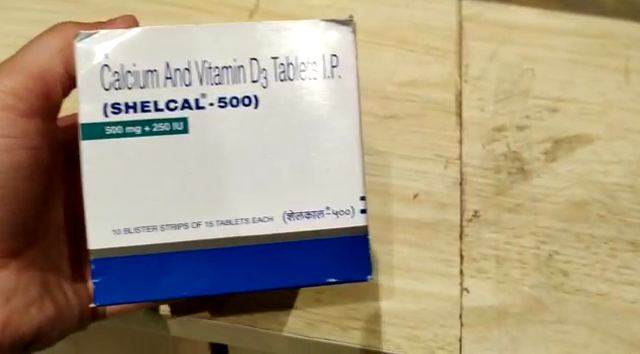 Calcium And Vitamin D3 Tablets I.P.
(SHELCAL®-500)
500 mg + 250 IU
10 BLISTER STRIPS OF 15 TABLETS EACH (शेलकाल®-५००)